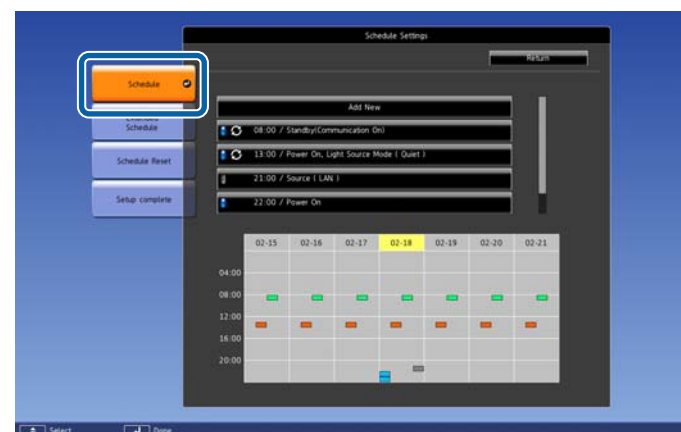 Schedule Settings
Return
Schedule
Schedule
Schedule Reset
Setup complete
Add New
08:00 / Standby(Communication On)
13:00 / Power On, Light Source Mode ( Quiet )
21:00 / Source ( LAN )
22:00 / Power On
02-15 02-16 02-17 02-18 02-19 02-20 02-21
04:00
08:00
12:00
16:00
20:00
Select Done